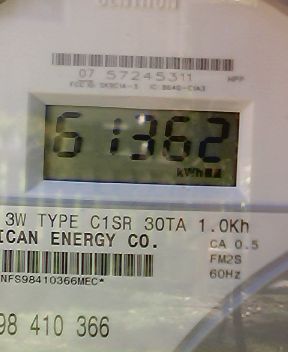 07 57245311 MPP
61362
kWh
3W TYPE C1SR 30TA 1.0Kh
ICAN ENERGY CO.
CA 0.5
FM2S
NFS98410366MEC*
60Hz
98 410 366